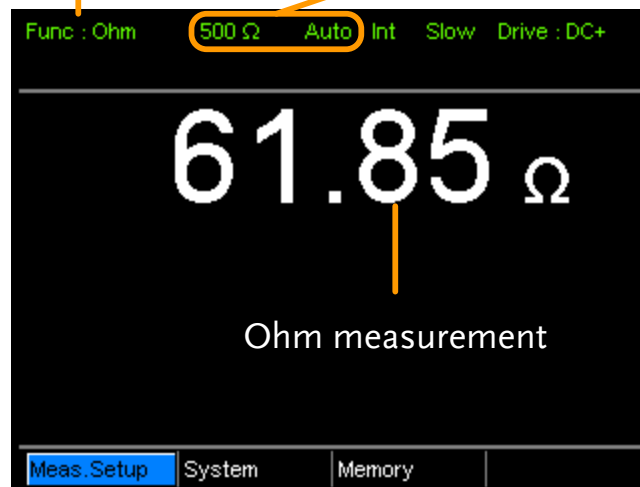 Func : Ohm 500 Ω Auto Int Slow Drive : DC+
61.85 Ω
Ohm measurement
Meas.Setup System Memory